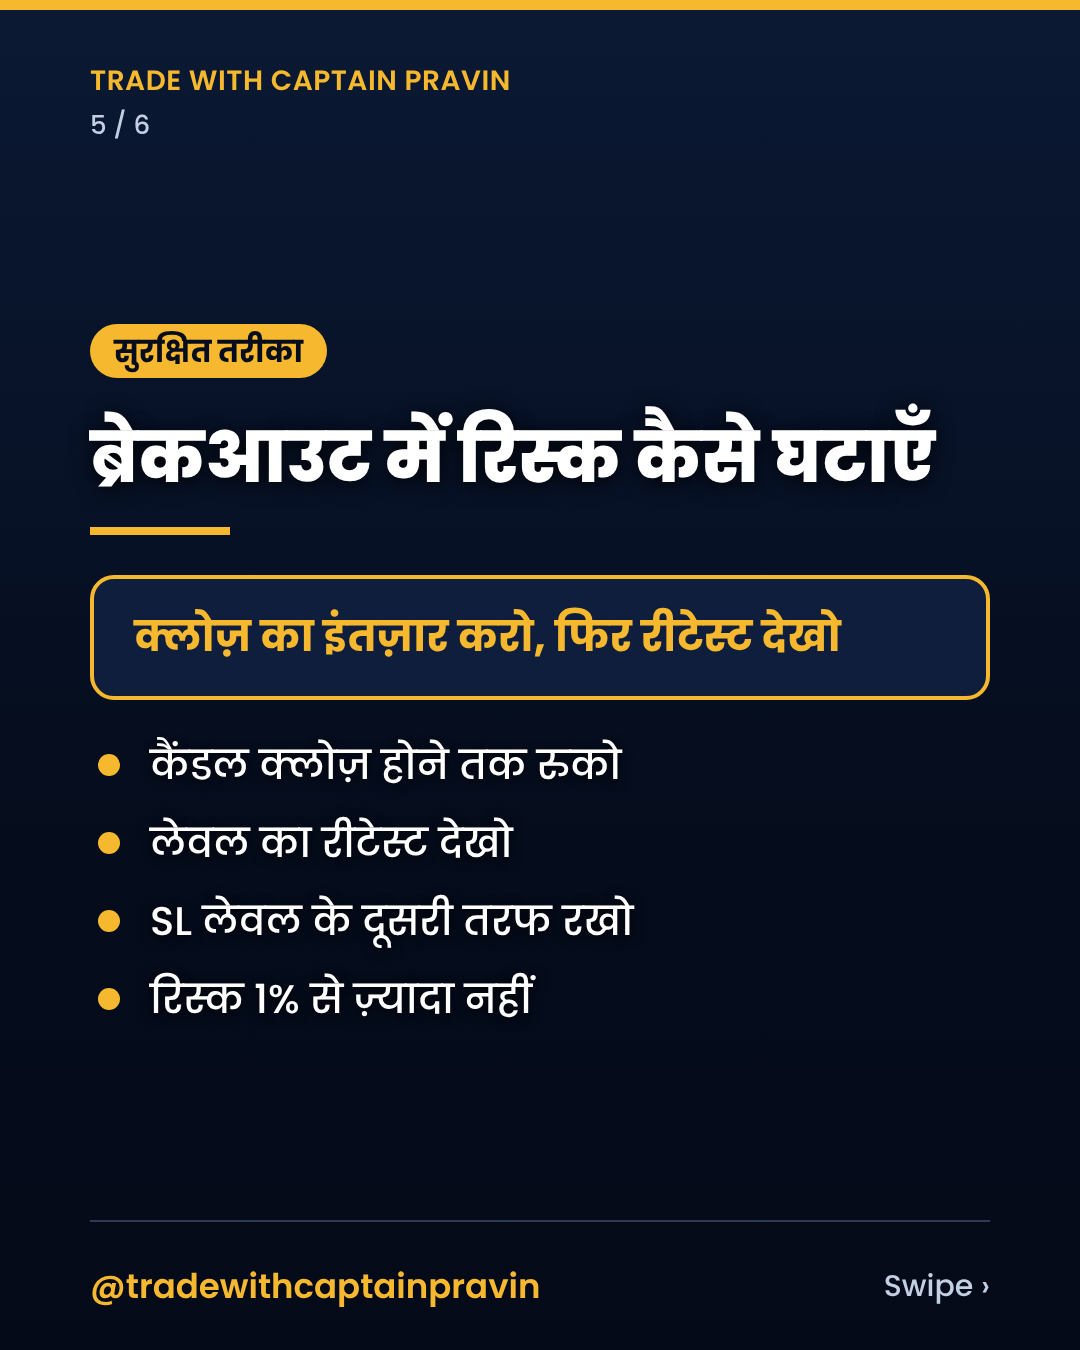 TRADE WITH CAPTAIN PRAVIN
5 / 6
सुरक्षित तरीका
ब्रेकआउट में रिस्क कैसे घटाएँ
क्लोज़ का इंतज़ार करो, फिर रीटेस्ट देखो
कैंडल क्लोज़ होने तक रुको
लेवल का रीटेस्ट देखो
SL लेवल के दूसरी तरफ रखो
रिस्क 1% से ज़्यादा नहीं
@tradewithcaptainpravin
Swipe ›